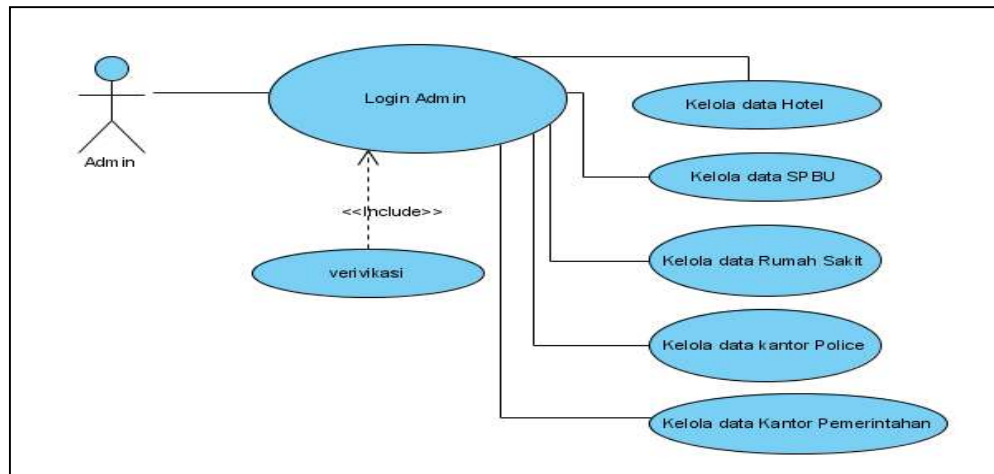 Login Admin
Kelola data Hotel
Admin
Kelola data SPBU
<<Include>>
Kelola data Rumah Sakit
verivikasi
Kelola data kantor Police
Kelola data Kantor Pemerintahan